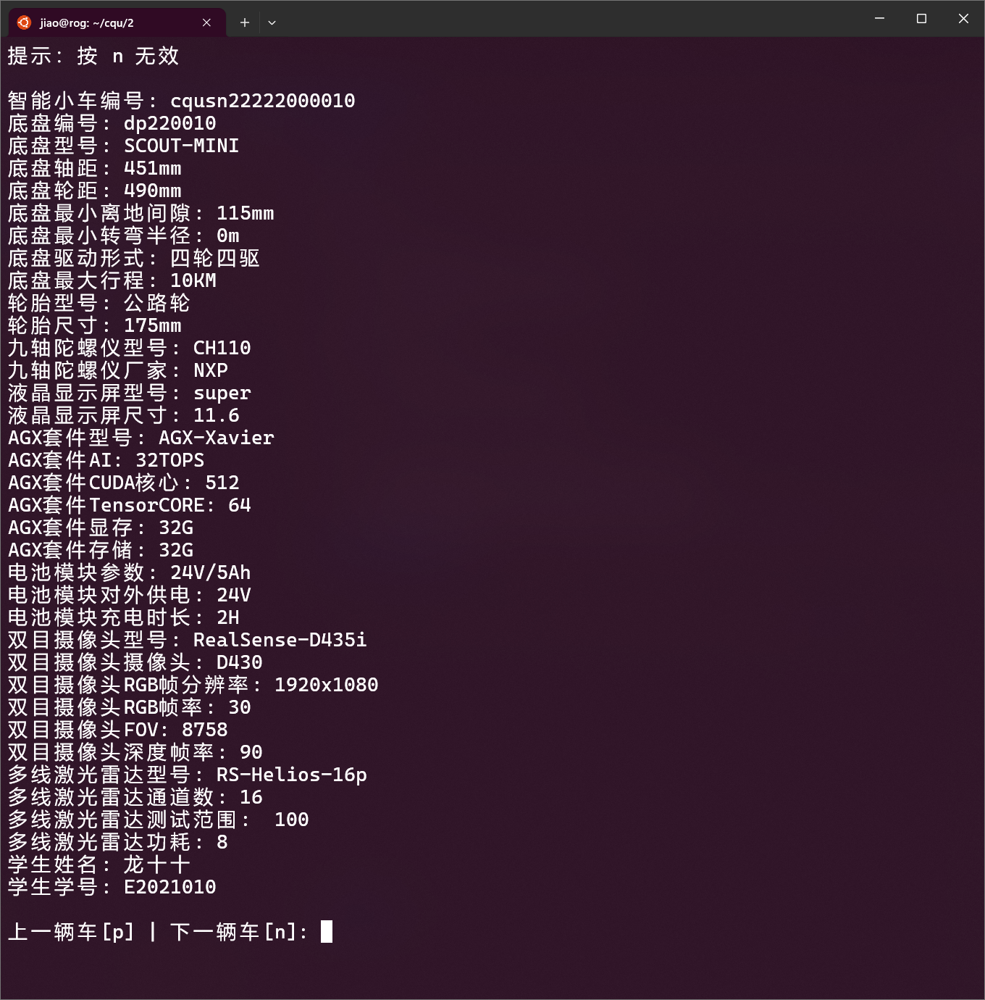 jiao@rog: ~/cqu/2
提示: 按 n 无效
智能小车编号: cqusn22222000010
底盘编号: dp220010
底盘型号: SCOUT-MINI
底盘轴距: 451mm
底盘轮距: 490mm
底盘最小离地间隙: 115mm
底盘最小转弯半径: 0m
底盘驱动形式: 四轮四驱
底盘最大行程: 10KM
轮胎型号: 公路轮
轮胎尺寸: 175mm
九轴陀螺仪型号: CH110
九轴陀螺仪厂家: NXP
液晶显示屏型号: super
液晶显示屏尺寸: 11.6
AGX套件型号: AGX-Xavier
AGX套件AI: 32TOPS
AGX套件CUDA核心: 512
AGX套件TensorCORE: 64
AGX套件显存: 32G
AGX套件存储: 32G
电池模块参数: 24V/5Ah
电池模块对外供电: 24V
电池模块充电时长: 2H
双目摄像头型号: RealSense-D435i
双目摄像头摄像头: D430
双目摄像头RGB帧分辨率: 1920x1080
双目摄像头RGB帧率: 30
双目摄像头FOV: 8758
双目摄像头深度帧率: 90
多线激光雷达型号: RS-Helios-16p
多线激光雷达通道数: 16
多线激光雷达测试范围:  100
多线激光雷达功耗: 8
学生姓名: 龙十十
学生学号: E2021010
上一辆车[p] | 下一辆车[n]: